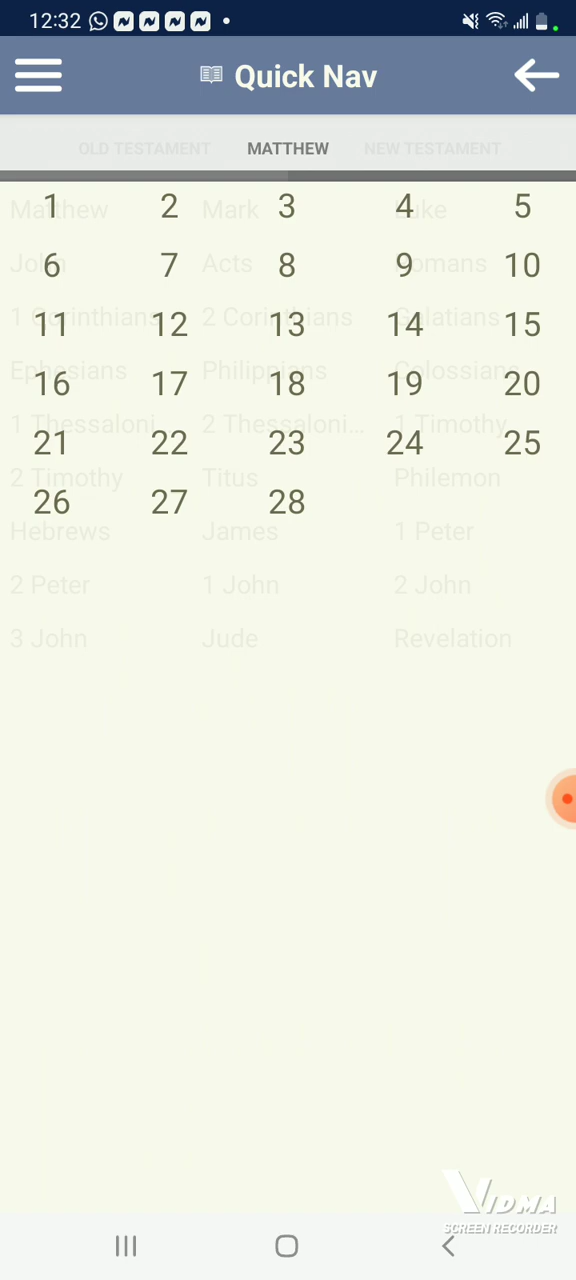 12:32
Quick Nav
OLD TESTAMENT MATTHEW NEW TESTAMENT
1 2 3 4 5
Matthew Mark Luke
6 7 8 9 10
John Acts Romans
11 12 13 14 15
1 Corinthians 2 Corinthians Galatians
16 17 18 19 20
Ephesians Philippians Colossians
21 22 23 24 25
1 Thessaloni... 2 Thessaloni... 1 Timothy
2 Timothy Titus Philemon
26 27 28
Hebrews James 1 Peter
2 Peter 1 John 2 John
3 John Jude Revelation
VIDMA
SCREEN RECORDER